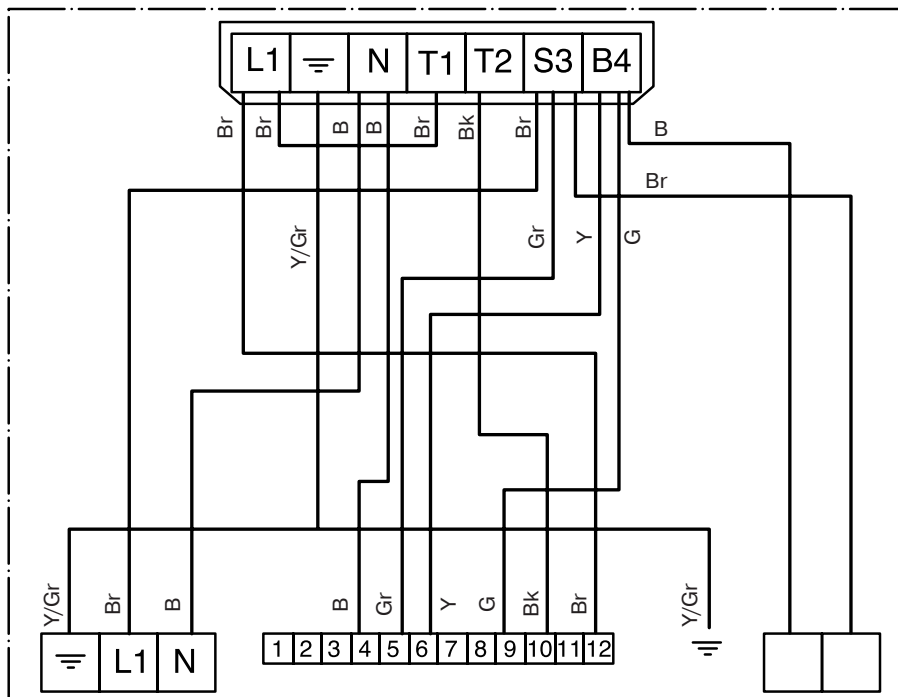 L1 N T1 T2 S3 B4
Br Br B B Br Bk Br B
Br
Y/Gr Gr Y G
Y/Gr Br B B Gr Y G Bk Br Y/Gr
L1 N 1 2 3 4 5 6 7 8 9 10 11 12